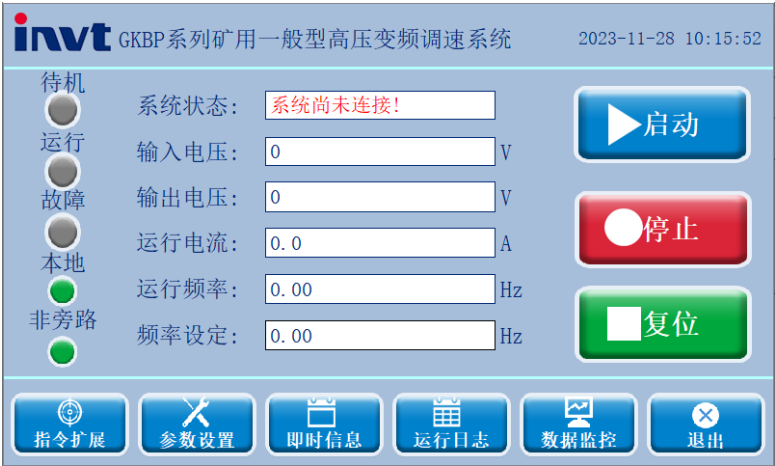 invt GKBP系列矿用一般型高压变频调速系统 2023-11-28 10:15:52
待机
运行
故障
本地
非旁路
系统状态: 系统尚未连接!
输入电压: 0 V
输出电压: 0 V
运行电流: 0.0 A
运行频率: 0.00 Hz
频率设定: 0.00 Hz
启动
停止
复位
指令扩展 参数设置 即时信息 运行日志 数据监控 退出